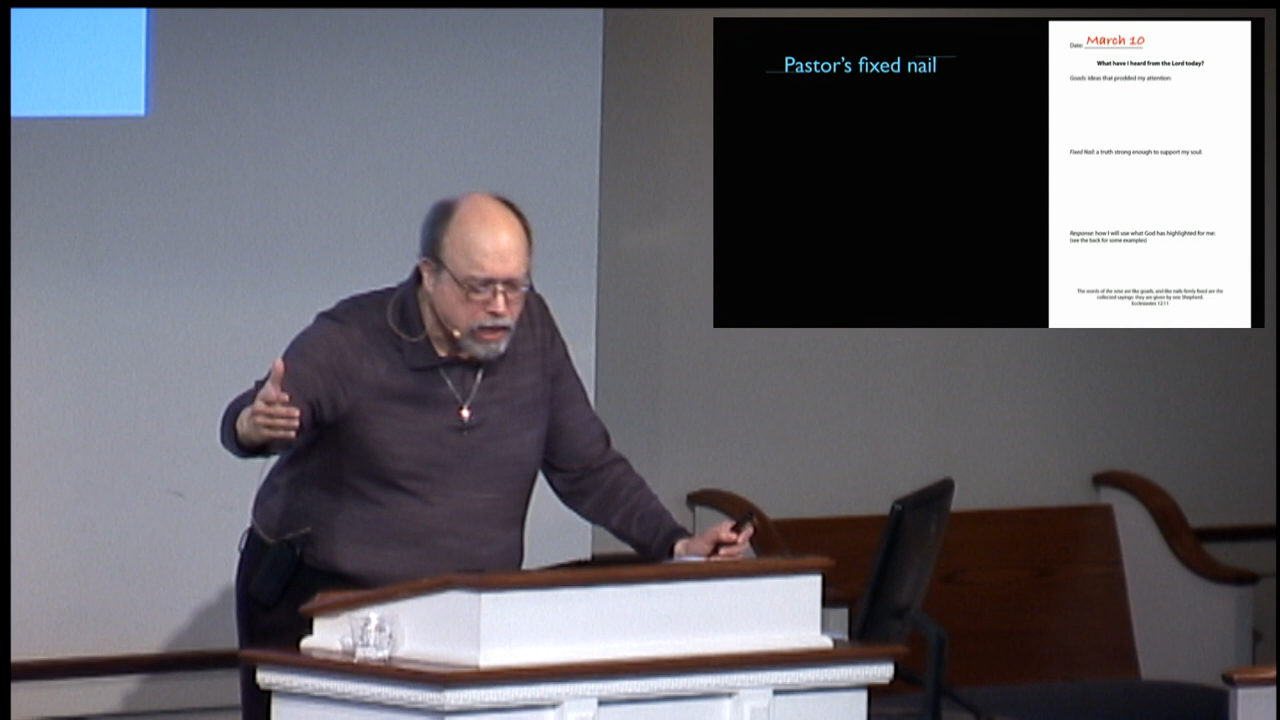 Pastor's fixed nail
Date: March 10
What have I heard from the Lord today?
Goads: ideas that prodded my attention:
Fixed Nail: a truth strong enough to support my soul:
Response: how I will use what God has highlighted for me:
(see the back for some examples)
The words of the wise are like goads, and like nails firmly fixed are the
collected sayings; they are given by one Shepherd.
Ecclesiastes 12:11